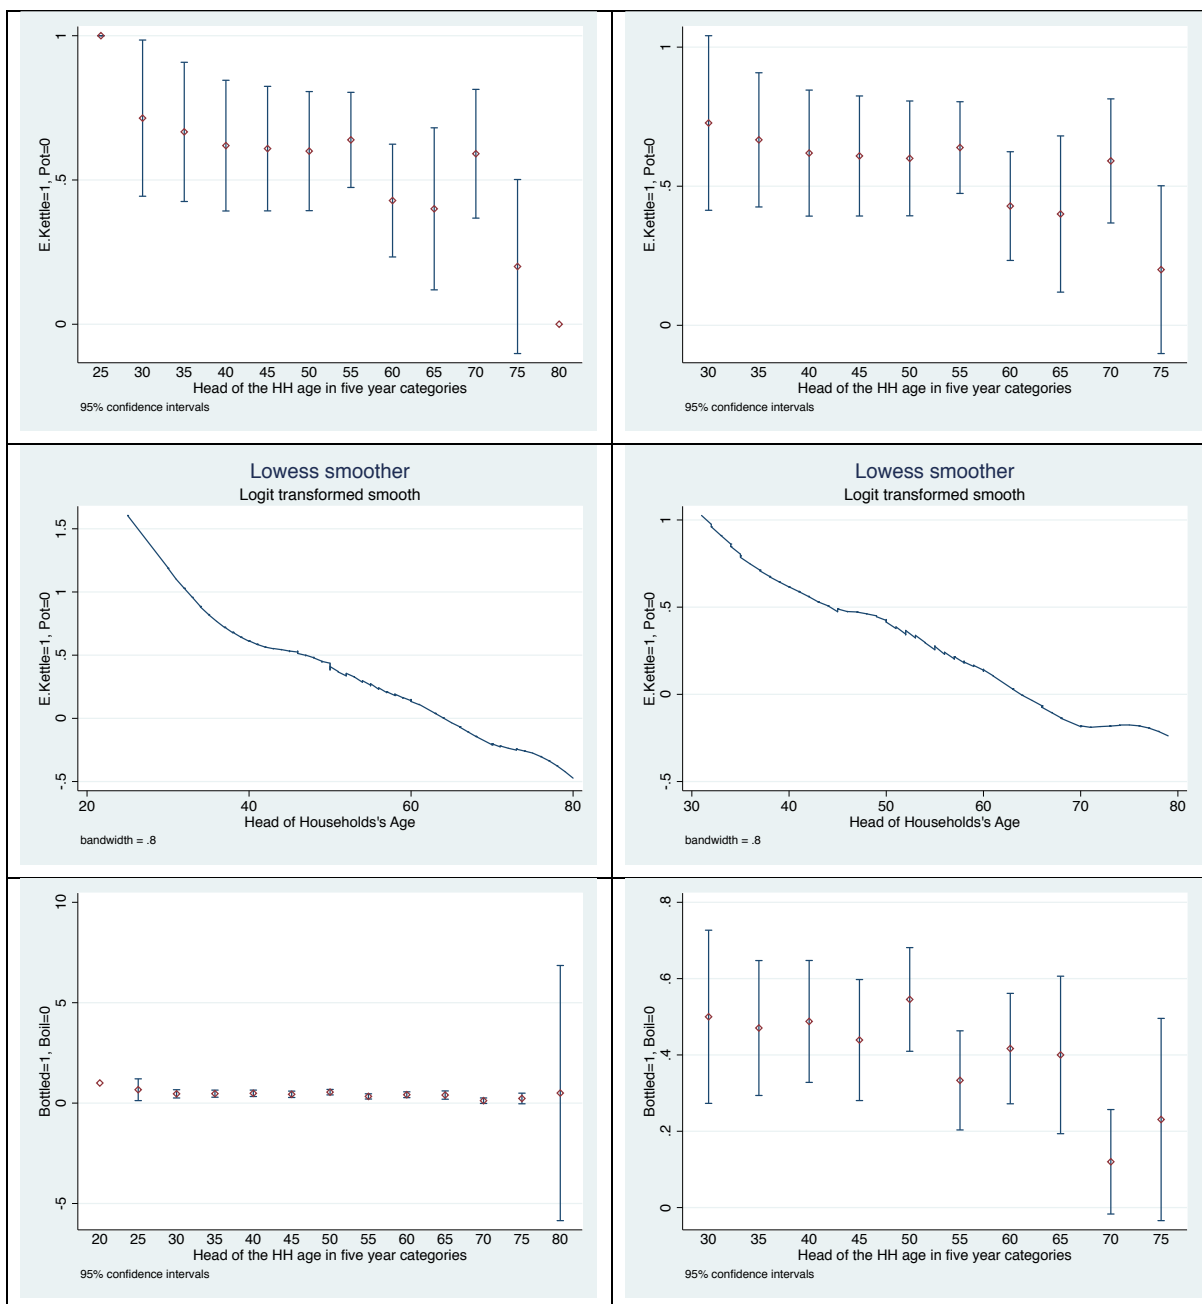 E.Kettle=1, Pot=0
1
.5
0
25 30 35 40 45 50 55 60 65 70 75 80
Head of the HH age in five year categories
95% confidence intervals
E.Kettle=1, Pot=0
1
.5
0
30 35 40 45 50 55 60 65 70 75
Head of the HH age in five year categories
95% confidence intervals
Lowess smoother
Logit transformed smooth
E.Kettle=1, Pot=0
1.5
1
.5
0
-.5
20 40 60 80
Head of Households's Age
bandwidth = .8
Lowess smoother
Logit transformed smooth
E.Kettle=1, Pot=0
1
.5
0
-.5
30 40 50 60 70 80
Head of Households's Age
bandwidth = .8
Bottled=1, Boil=0
10
5
0
-5
20 25 30 35 40 45 50 55 60 65 70 75 80
Head of the HH age in five year categories
95% confidence intervals
Bottled=1, Boil=0
.8
.6
.4
.2
0
30 35 40 45 50 55 60 65 70 75
Head of the HH age in five year categories
95% confidence intervals